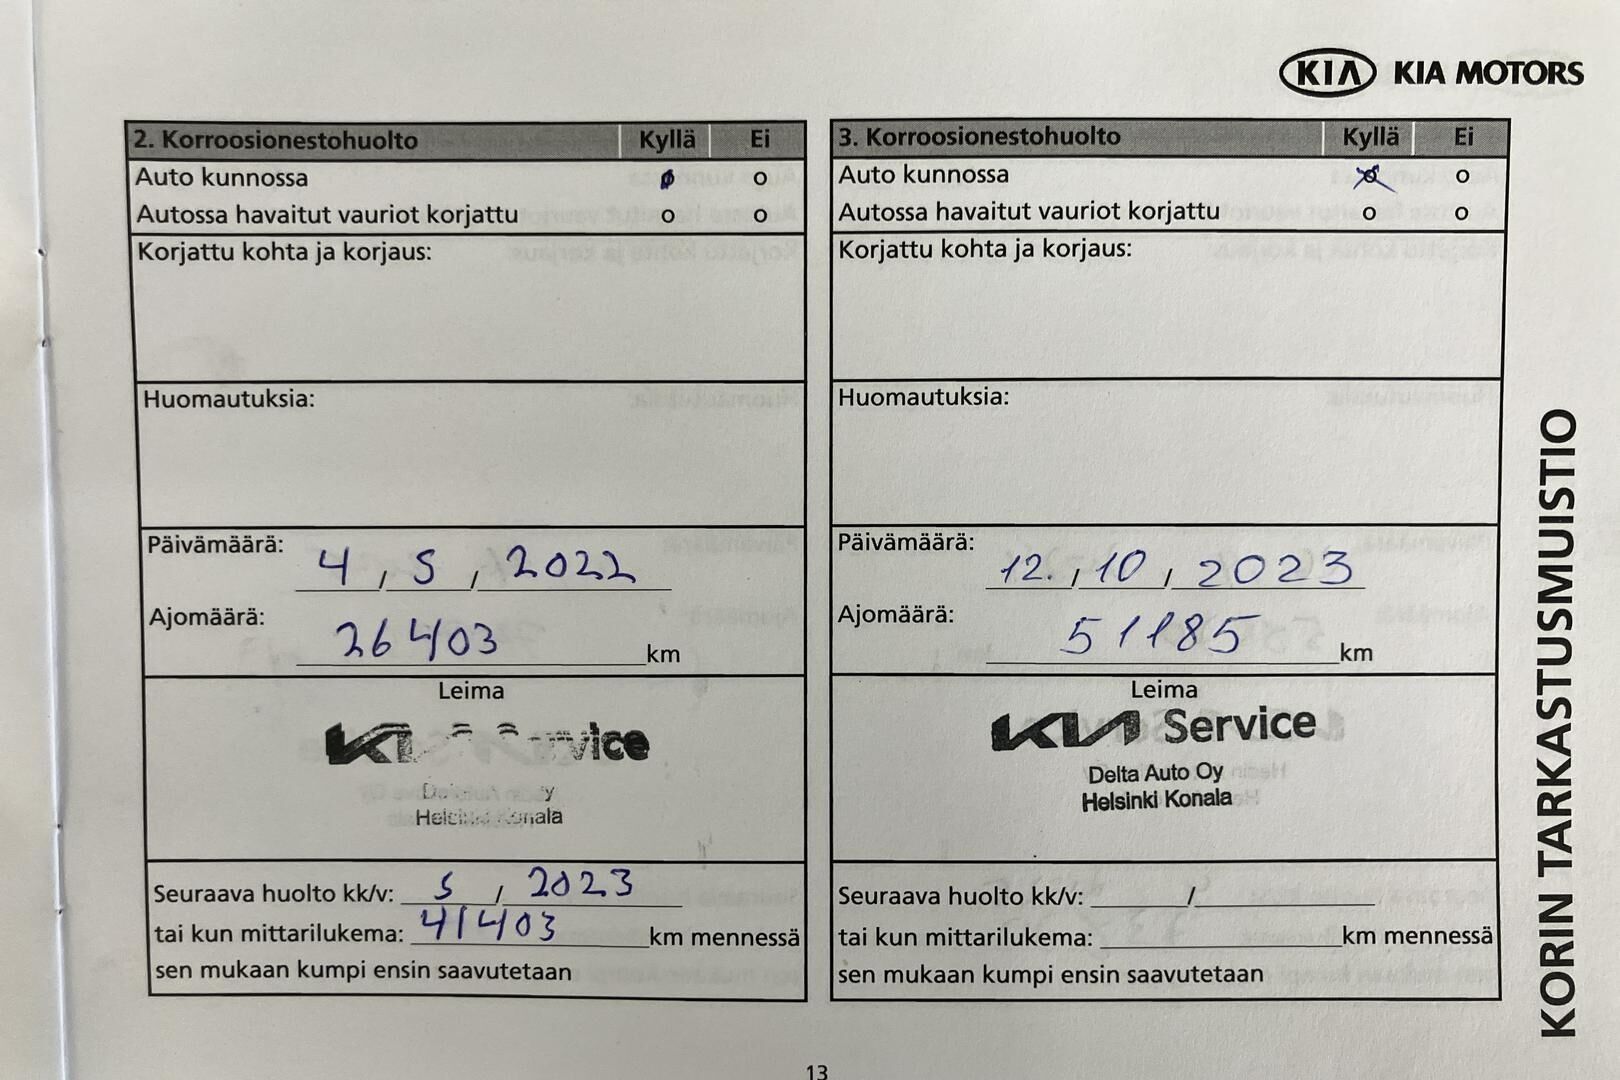 KIA KIA MOTORS
2. Korroosionestohuolto Kyllä Ei
Auto kunnossa o o
Autossa havaitut vauriot korjattu o o
Korjattu kohta ja korjaus:
Huomautuksia:
Päivämäärä: 4 / 5 / 2022
Ajomäärä: 26403 km
Leima
KIA Service
Helsinki Konala
Seuraava huolto kk/v: 5 / 2023
tai kun mittarilukema: 41403 km mennessä
sen mukaan kumpi ensin saavutetaan
3. Korroosionestohuolto Kyllä Ei
Auto kunnossa o o
Autossa havaitut vauriot korjattu o o
Korjattu kohta ja korjaus:
Huomautuksia:
Päivämäärä: 12. / 10 / 2023
Ajomäärä: 51185 km
Leima
KIA Service
Delta Auto Oy
Helsinki Konala
Seuraava huolto kk/v: /
tai kun mittarilukema: km mennessä
sen mukaan kumpi ensin saavutetaan
KORIN TARKASTUSMUISTIO
13